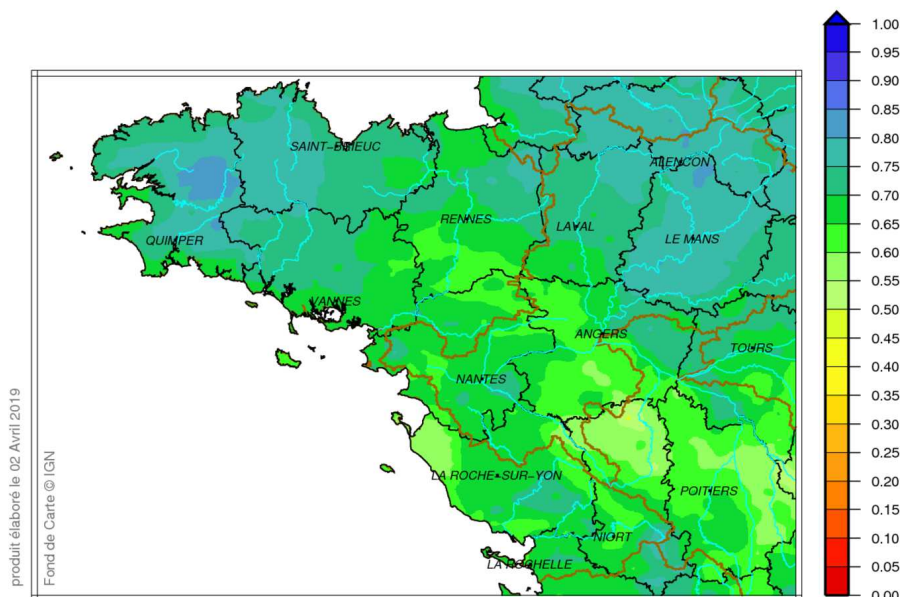 1.00
0.95
0.90
0.85
0.80
0.75
0.70
0.65
0.60
0.55
0.50
0.45
0.40
0.35
0.30
0.25
0.20
0.15
0.10
0.05
0.00
SAINT-BRIEUC
ALENCON
RENNES
LAVAL
LE MANS
QUIMPER
VANNES
ANGERS
TOURS
NANTES
LA ROCHE-SUR-YON
POITIERS
NIORT
LA ROCHELLE
produit élaboré le 02 Avril 2019
Fond de Carte © IGN